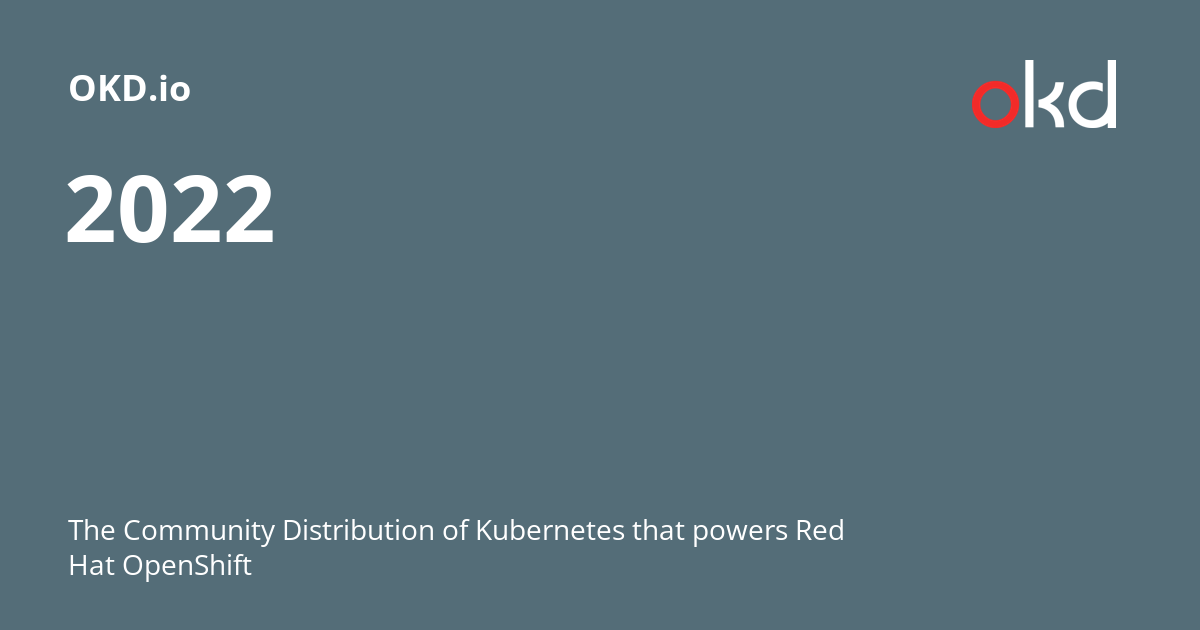 OKD.io
okd
2022
The Community Distribution of Kubernetes that powers Red
Hat OpenShift